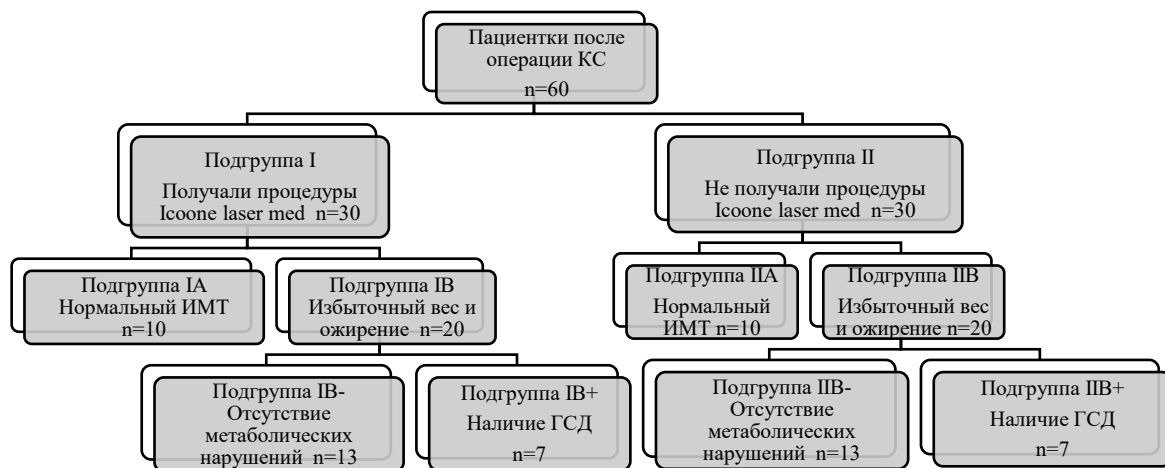 Пациентки после
операции КС
n=60
Подгруппа I
Получали процедуры
Icoone laser med  n=30
Подгруппа II
Не получали процедуры
Icoone laser med  n=30
Подгруппа IA
Нормальный ИМТ
n=10
Подгруппа IB
Избыточный вес и
ожирение  n=20
Подгруппа IIA
Нормальный
ИМТ n=10
Подгруппа IIB
Избыточный вес
и ожирение n=20
Подгруппа IB-
Отсутствие
метаболических
нарушений  n=13
Подгруппа IB+
Наличие ГСД
n=7
Подгруппа IIB-
Отсутствие
метаболических
нарушений n=13
Подгруппа IIB+
Наличие ГСД
n=7